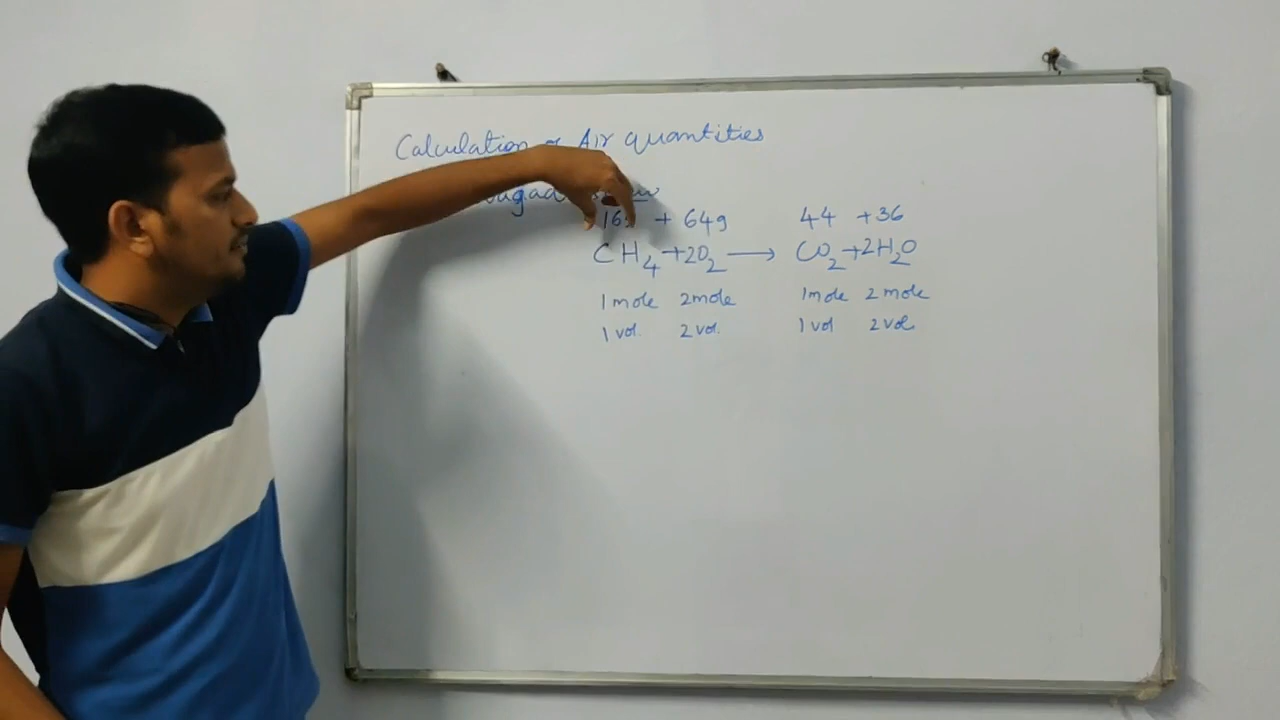 Calculation of Air quantities
16g + 64g 44 + 36
CH₄ + 2O₂ ⟶ CO₂ + 2H₂O
1 mole 2 mole 1 mole 2 mole
1 vol. 2 vol. 1 vol 2 vol